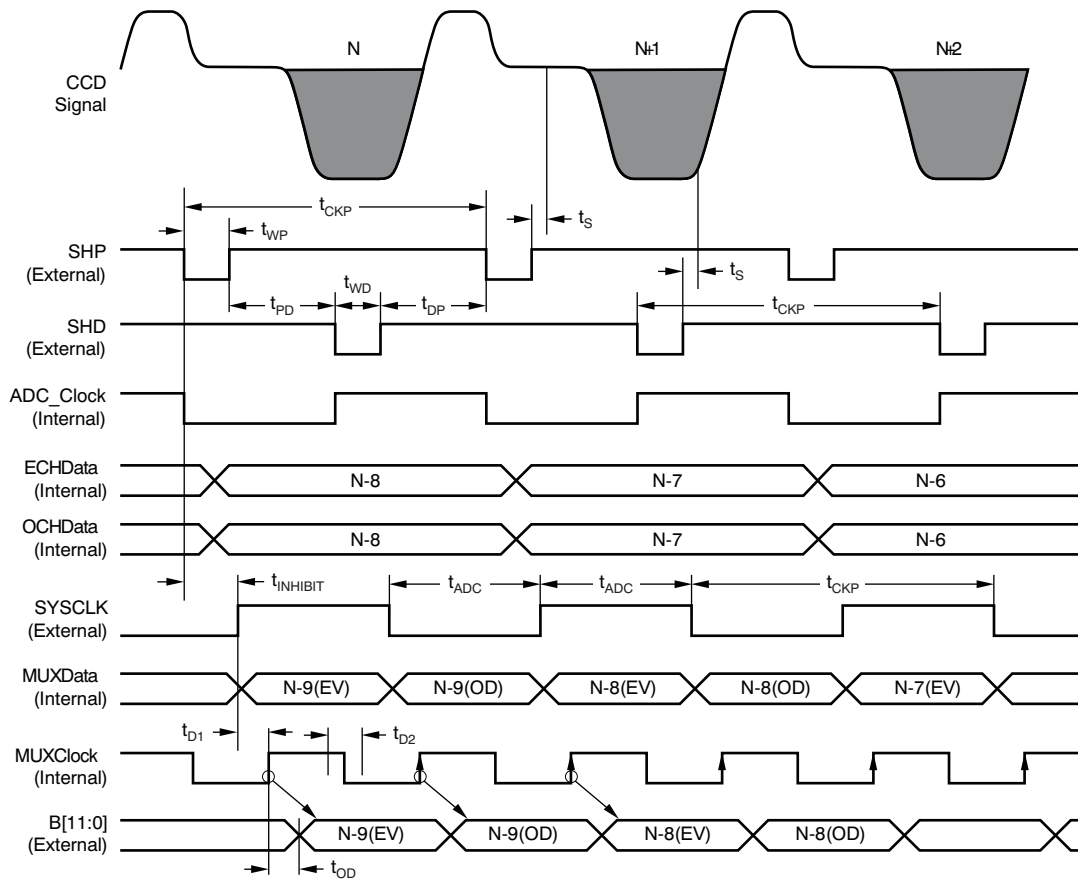 N
N+1
N+2
CCD
Signal
tCKP
tWP
tS
SHP
(External)
tWD
tS
tPD
tDP
tCKP
SHD
(External)
ADC_Clock
(Internal)
ECHData
(Internal)
N-8
N-7
N-6
OCHData
(Internal)
N-8
N-7
N-6
tINHIBIT
tADC
tADC
tCKP
SYSCLK
(External)
MUXData
(Internal)
N-9(EV)
N-9(OD)
N-8(EV)
N-8(OD)
N-7(EV)
tD1
tD2
MUXClock
(Internal)
B[11:0]
(External)
N-9(EV)
N-9(OD)
N-8(EV)
N-8(OD)
tOD